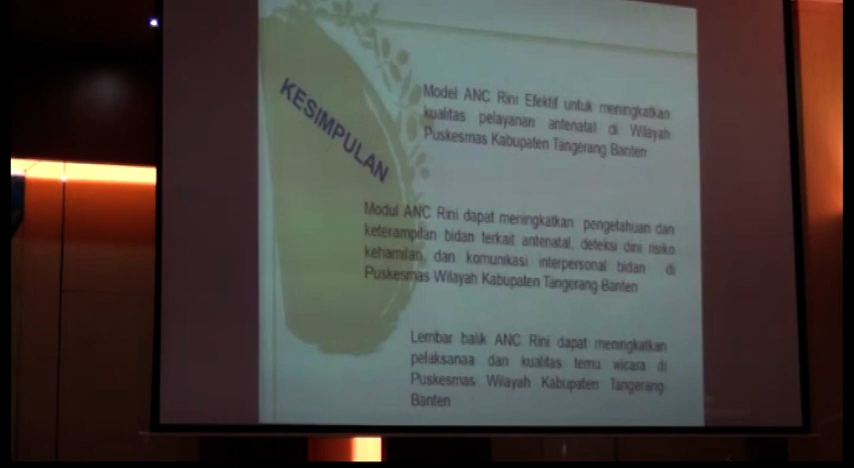 KESIMPULAN
Model ANC Rini Efektif untuk meningkatkan
kualitas pelayanan antenatal di Wilayah
Puskesmas Kabupaten Tangerang Banten
Modul ANC Rini dapat meningkatkan pengetahuan dan
keterampilan bidan terkait antenatal, deteksi dini risiko
kehamilan, dan komunikasi interpersonal bidan di
Puskesmas Wilayah Kabupaten Tangerang Banten
Lembar balik ANC Rini dapat meningkatkan
pelaksanaa dan kualitas temu wicara di
Puskesmas Wilayah Kabupaten Tangerang
Banten